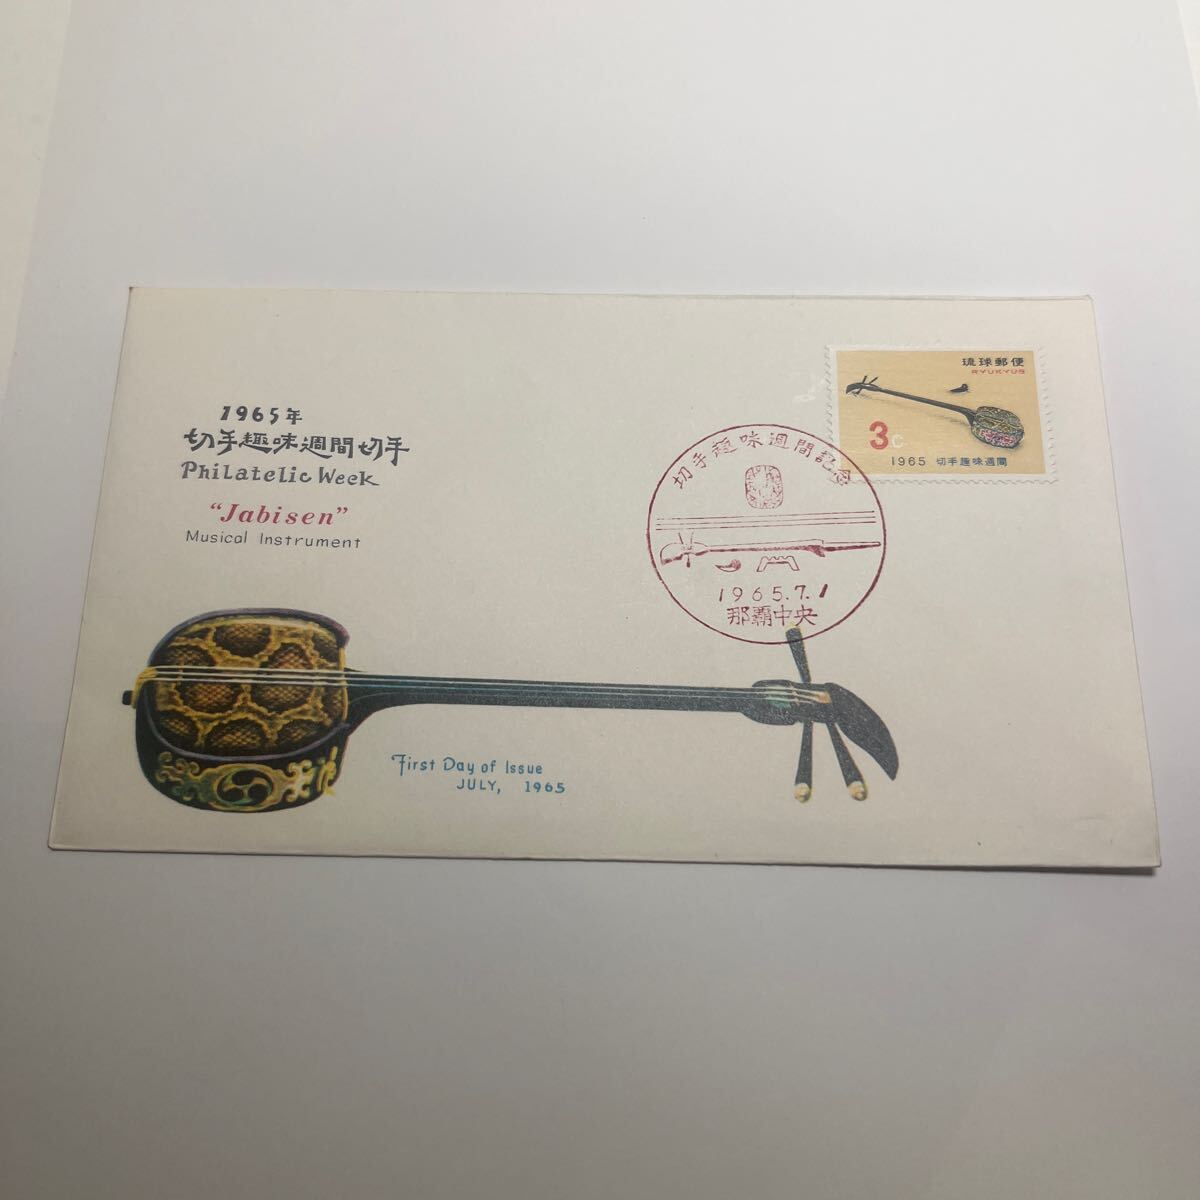 1965年
切手趣味週間切手
Philatelic Week
"Jabisen"
Musical Instrument
琉球郵便
RYUKYUS
3c
1965 切手趣味週間
切手趣味週間記念
1965.7.1
那覇中央
First Day of Issue
JULY, 1965